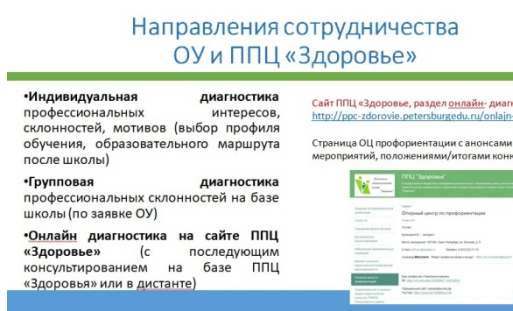 Направления сотрудничества
ОУ и ППЦ «Здоровье»
•Индивидуальная диагностика
профессиональных интересов,
склонностей, мотивов (выбор профиля
обучения, образовательного маршрута
после школы)
•Групповая диагностика
профессиональных склонностей на базе
школы (по заявке ОУ)
•Онлайн диагностика на сайте ППЦ
«Здоровье» (с последующим
консультированием на базе ППЦ
«Здоровья» или в дистанте)
Сайт ППЦ «Здоровье, раздел онлайн- диагн
http://ppc-zdorovie.petersburgedu.ru/onlajn-
Страница ОЦ профориентации с анонсами
мероприятий, положениями/итогами конк
ППЦ "Здоровье"
Опорный центр по профориентации